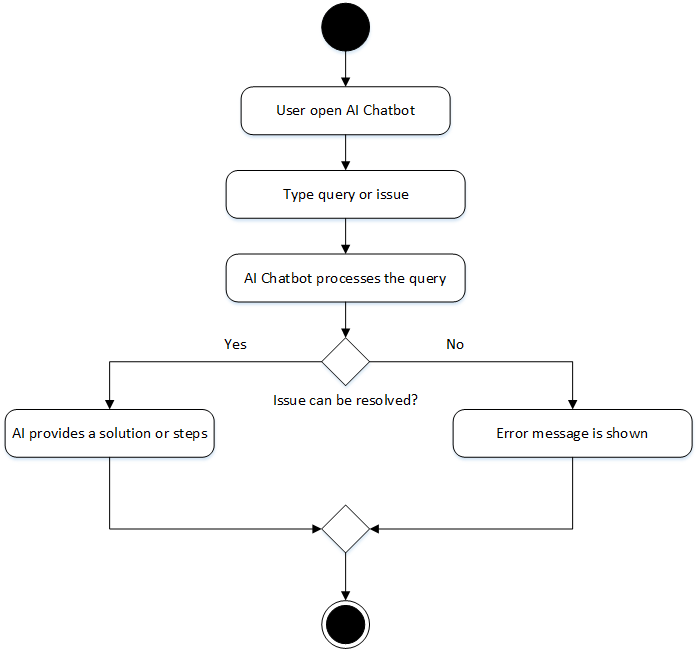 User open AI Chatbot
Type query or issue
AI Chatbot processes the query
Yes
No
Issue can be resolved?
AI provides a solution or steps
Error message is shown